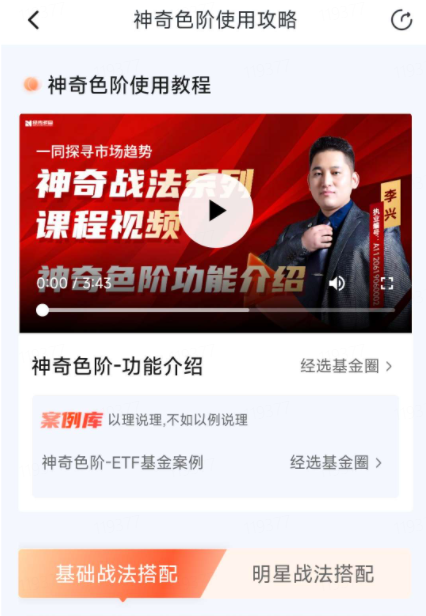 神奇色阶使用攻略
神奇色阶使用教程
一同探寻市场趋势
神奇战法系列
课程视频
李兴
执业编号：
神奇色阶功能介绍
0:00 / 3:43
神奇色阶-功能介绍
经选基金圈
案例库 以理说理,不如以例说理
神奇色阶-ETF基金案例
经选基金圈
基础战法搭配
明星战法搭配